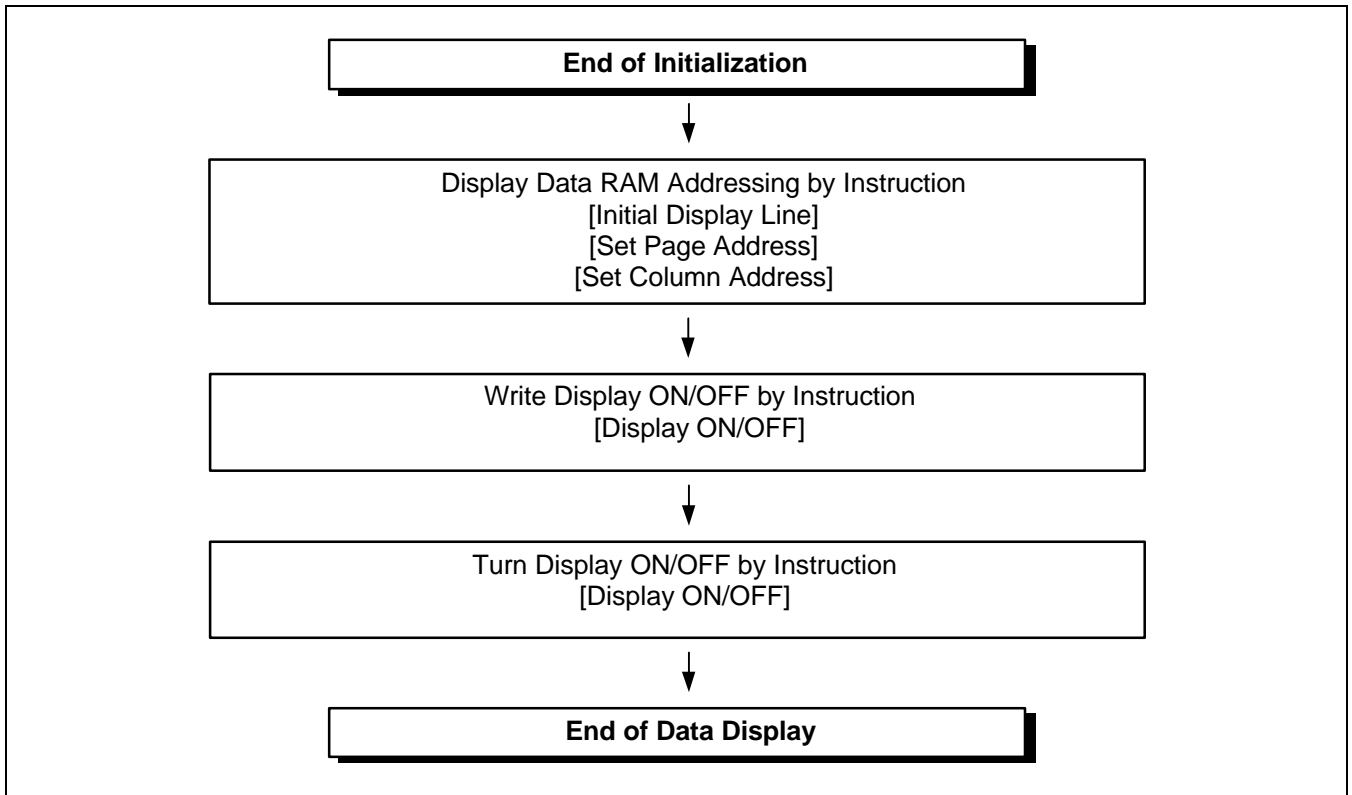 End of Initialization
Display Data RAM Addressing by Instruction
[Initial Display Line]
[Set Page Address]
[Set Column Address]
Write Display ON/OFF by Instruction
[Display ON/OFF]
Turn Display ON/OFF by Instruction
[Display ON/OFF]
End of Data Display